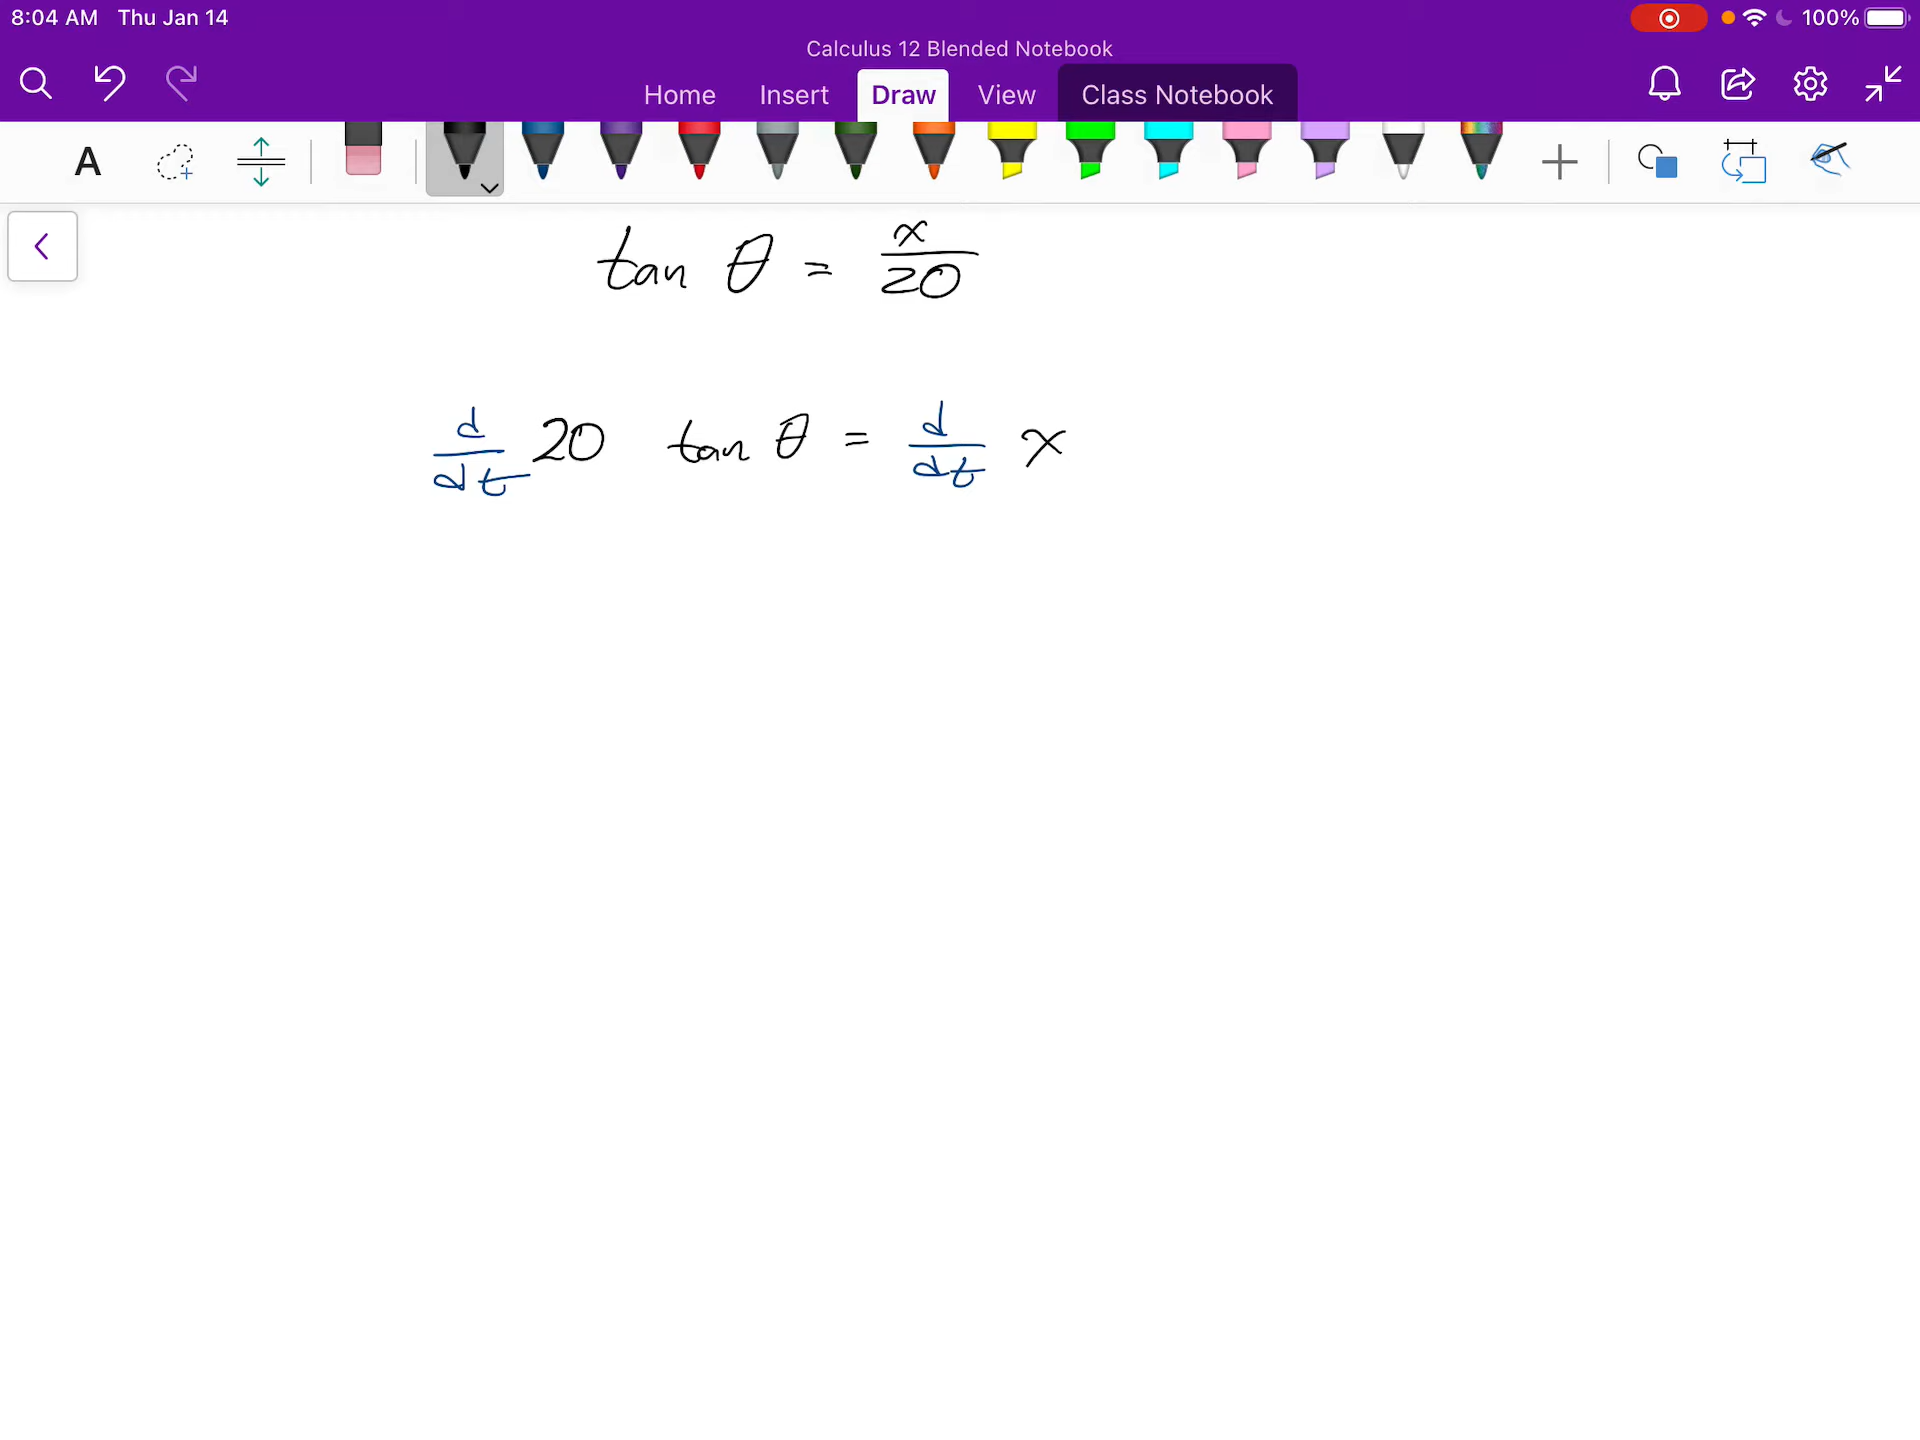 8:04 AM Thu Jan 14 100%
Calculus 12 Blended Notebook
Home Insert Draw View Class Notebook
A
tan θ = x/20
d/dt 20 tan θ = d/dt x